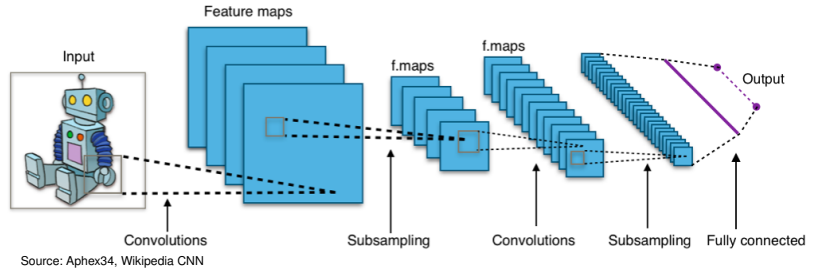 Feature maps
Input
f.maps
f.maps
Output
Convolutions
Subsampling
Convolutions
Subsampling
Fully connected
Source: Aphex34, Wikipedia CNN